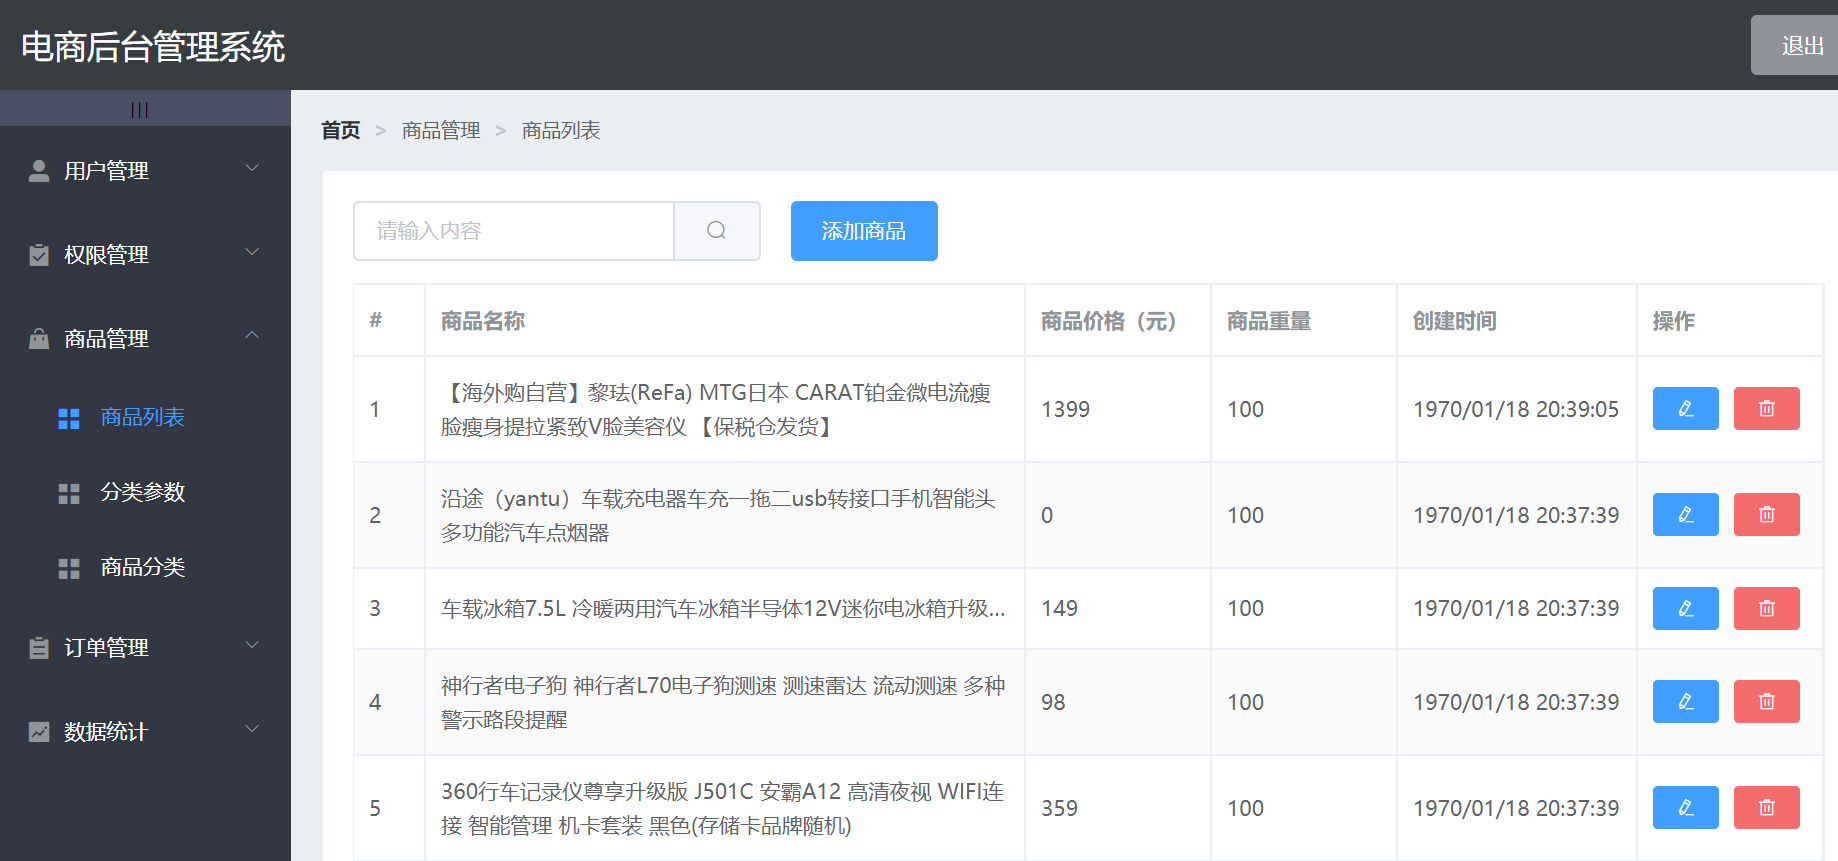 电商后台管理系统
退出
|||
用户管理
权限管理
商品管理
商品列表
分类参数
商品分类
订单管理
数据统计
首页 > 商品管理 > 商品列表
请输入内容
添加商品
# 商品名称 商品价格（元） 商品重量 创建时间 操作
1 【海外购自营】黎珐(ReFa) MTG日本 CARAT铂金微电流瘦
脸瘦身提拉紧致V脸美容仪 【保税仓发货】 1399 100 1970/01/18 20:39:05
2 沿途（yantu）车载充电器车充一拖二usb转接口手机智能头
多功能汽车点烟器 0 100 1970/01/18 20:37:39
3 车载冰箱7.5L 冷暖两用汽车冰箱半导体12V迷你电冰箱升级... 149 100 1970/01/18 20:37:39
4 神行者电子狗 神行者L70电子狗测速 测速雷达 流动测速 多种
警示路段提醒 98 100 1970/01/18 20:37:39
5 360行车记录仪尊享升级版 J501C 安霸A12 高清夜视 WIFI连
接 智能管理 机卡套装 黑色(存储卡品牌随机) 359 100 1970/01/18 20:37:39